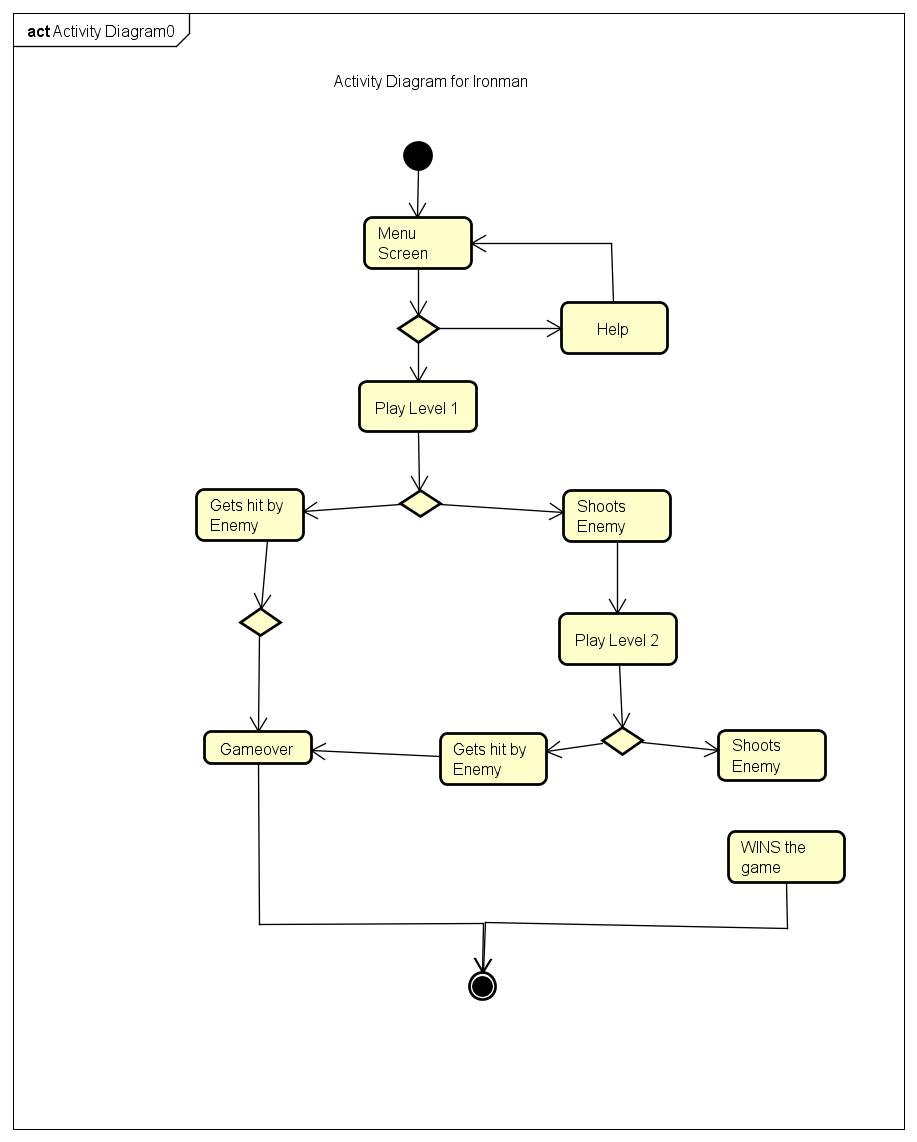 act Activity Diagram0
Activity Diagram for Ironman
Menu
Screen
Help
Play Level 1
Gets hit by
Enemy
Shoots
Enemy
Play Level 2
Gameover
Gets hit by
Enemy
Shoots
Enemy
WINS the
game